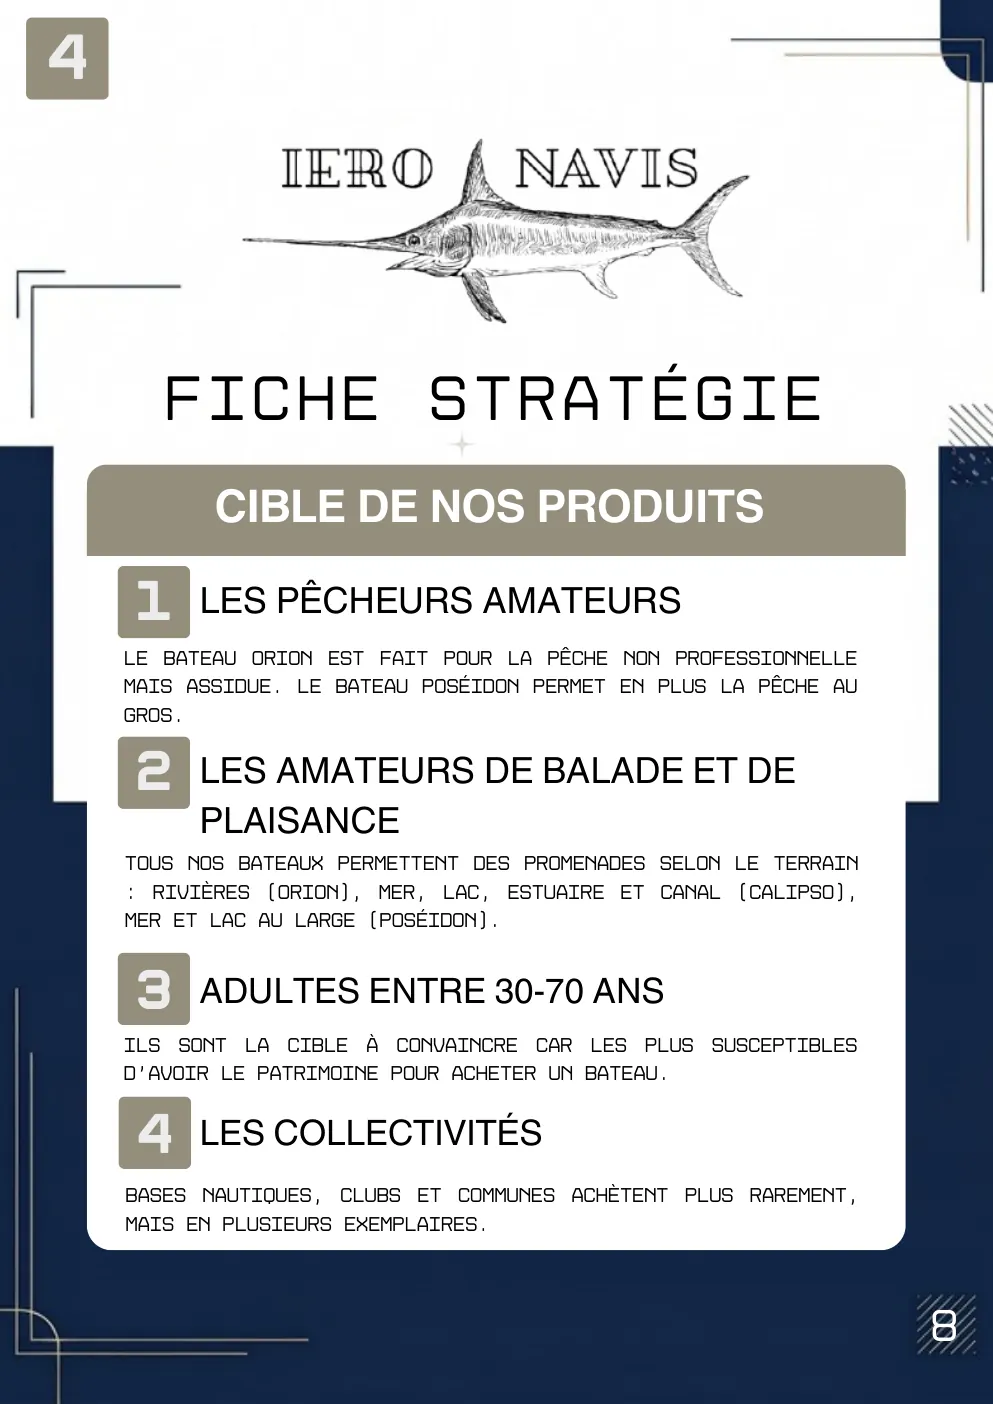 4
IERO NAVIS
FICHE STRATÉGIE
CIBLE DE NOS PRODUITS
1 LES PÊCHEURS AMATEURS
LE BATEAU ORION EST FAIT POUR LA PÊCHE NON PROFESSIONNELLE
MAIS ASSIDUE. LE BATEAU POSÉIDON PERMET EN PLUS LA PÊCHE AU
GROS.
2 LES AMATEURS DE BALADE ET DE
PLAISANCE
TOUS NOS BATEAUX PERMETTENT DES PROMENADES SELON LE TERRAIN
: RIVIÈRES (ORION), MER, LAC, ESTUAIRE ET CANAL (CALIPSO),
MER ET LAC AU LARGE (POSÉIDON).
3 ADULTES ENTRE 30-70 ANS
ILS SONT LA CIBLE À CONVAINCRE CAR LES PLUS SUSCEPTIBLES
D'AVOIR LE PATRIMOINE POUR ACHETER UN BATEAU.
4 LES COLLECTIVITÉS
BASES NAUTIQUES, CLUBS ET COMMUNES ACHÈTENT PLUS RAREMENT,
MAIS EN PLUSIEURS EXEMPLAIRES.
8